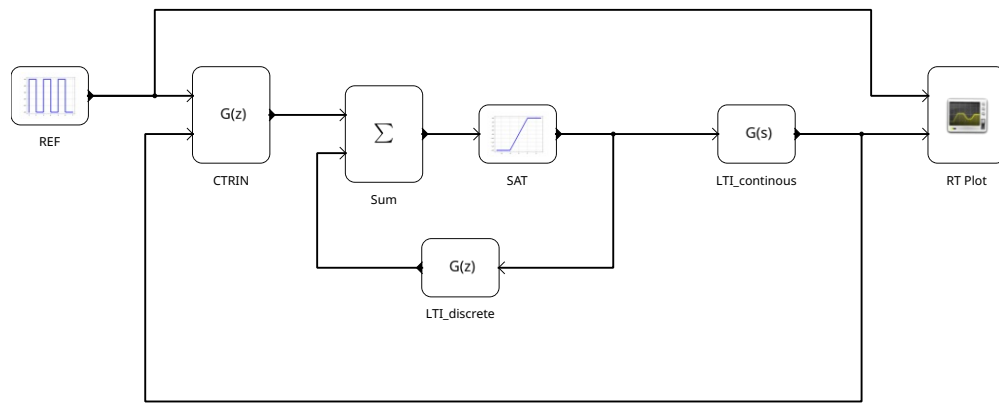 REF
G(z)
CTRIN
Σ
Sum
SAT
G(s)
LTI_continous
RT Plot
G(z)
LTI_discrete